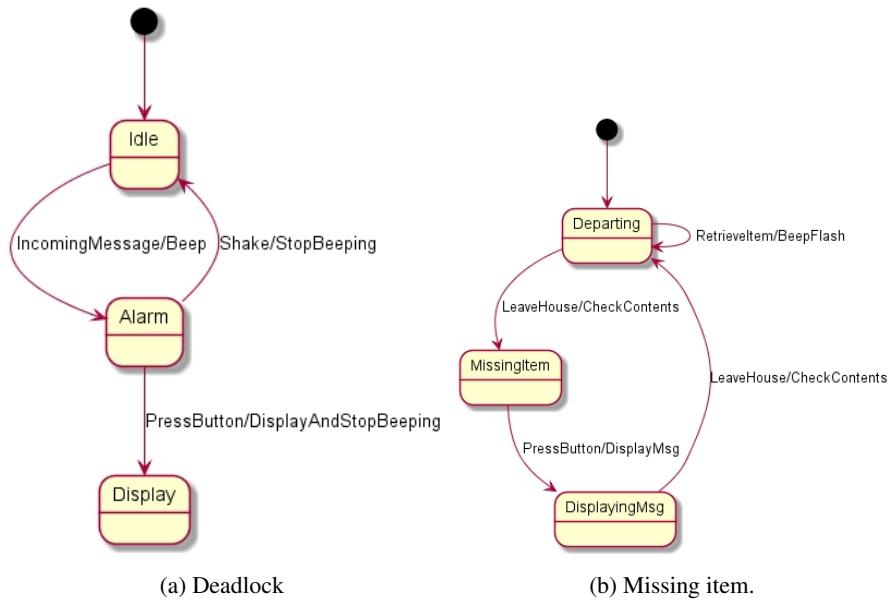 Idle
IncomingMessage/Beep
Shake/StopBeeping
Alarm
PressButton/DisplayAndStopBeeping
Display
(a) Deadlock
Departing
RetrieveItem/BeepFlash
LeaveHouse/CheckContents
MissingItem
LeaveHouse/CheckContents
PressButton/DisplayMsg
DisplayingMsg
(b) Missing item.